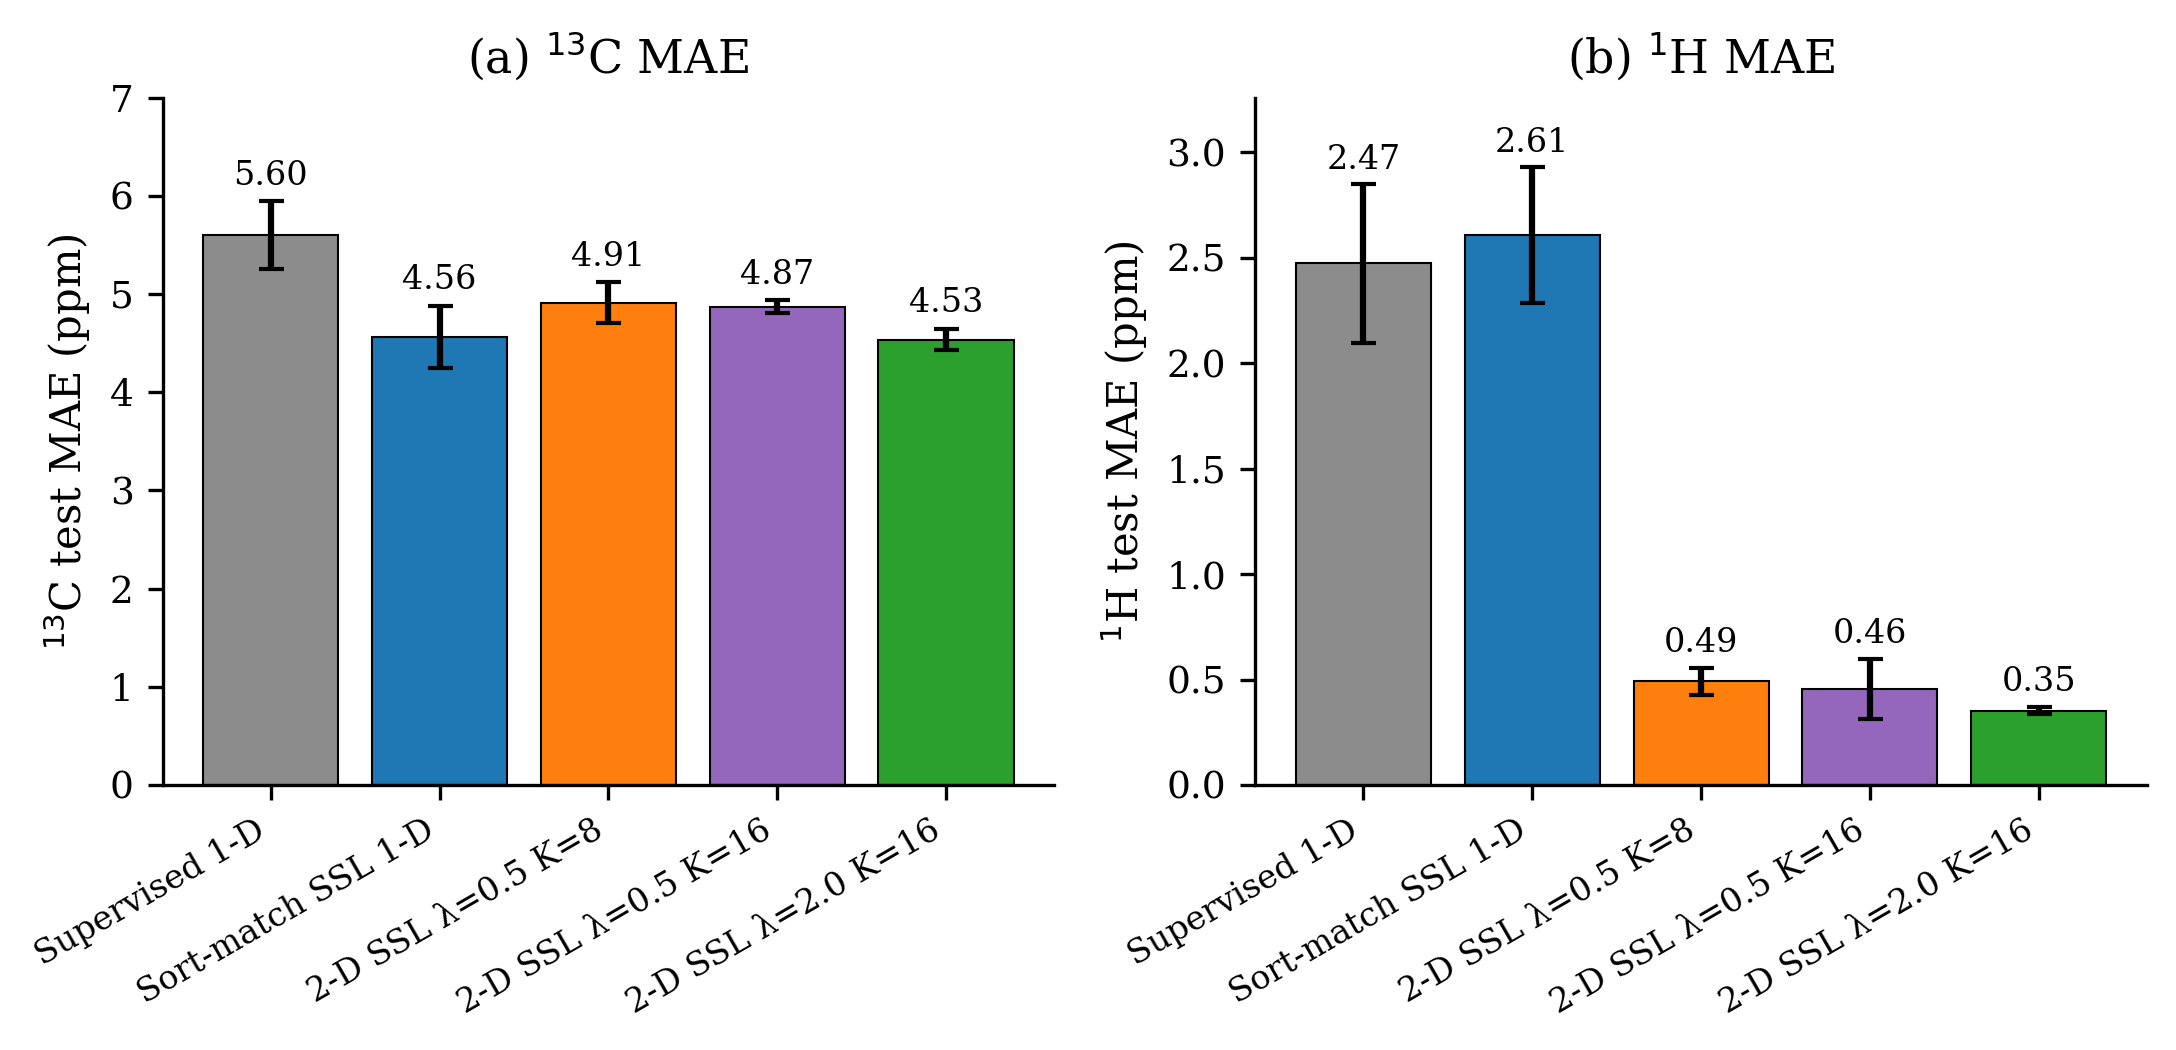 (a) ¹³C MAE
¹³C test MAE (ppm)
7
6
5
4
3
2
1
0
5.60
4.56
4.91
4.87
4.53
Supervised 1-D
Sort-match SSL 1-D
2-D SSL λ=0.5 K=8
2-D SSL λ=0.5 K=16
2-D SSL λ=2.0 K=16
(b) ¹H MAE
¹H test MAE (ppm)
3.0
2.5
2.0
1.5
1.0
0.5
0.0
2.47
2.61
0.49
0.46
0.35
Supervised 1-D
Sort-match SSL 1-D
2-D SSL λ=0.5 K=8
2-D SSL λ=0.5 K=16
2-D SSL λ=2.0 K=16